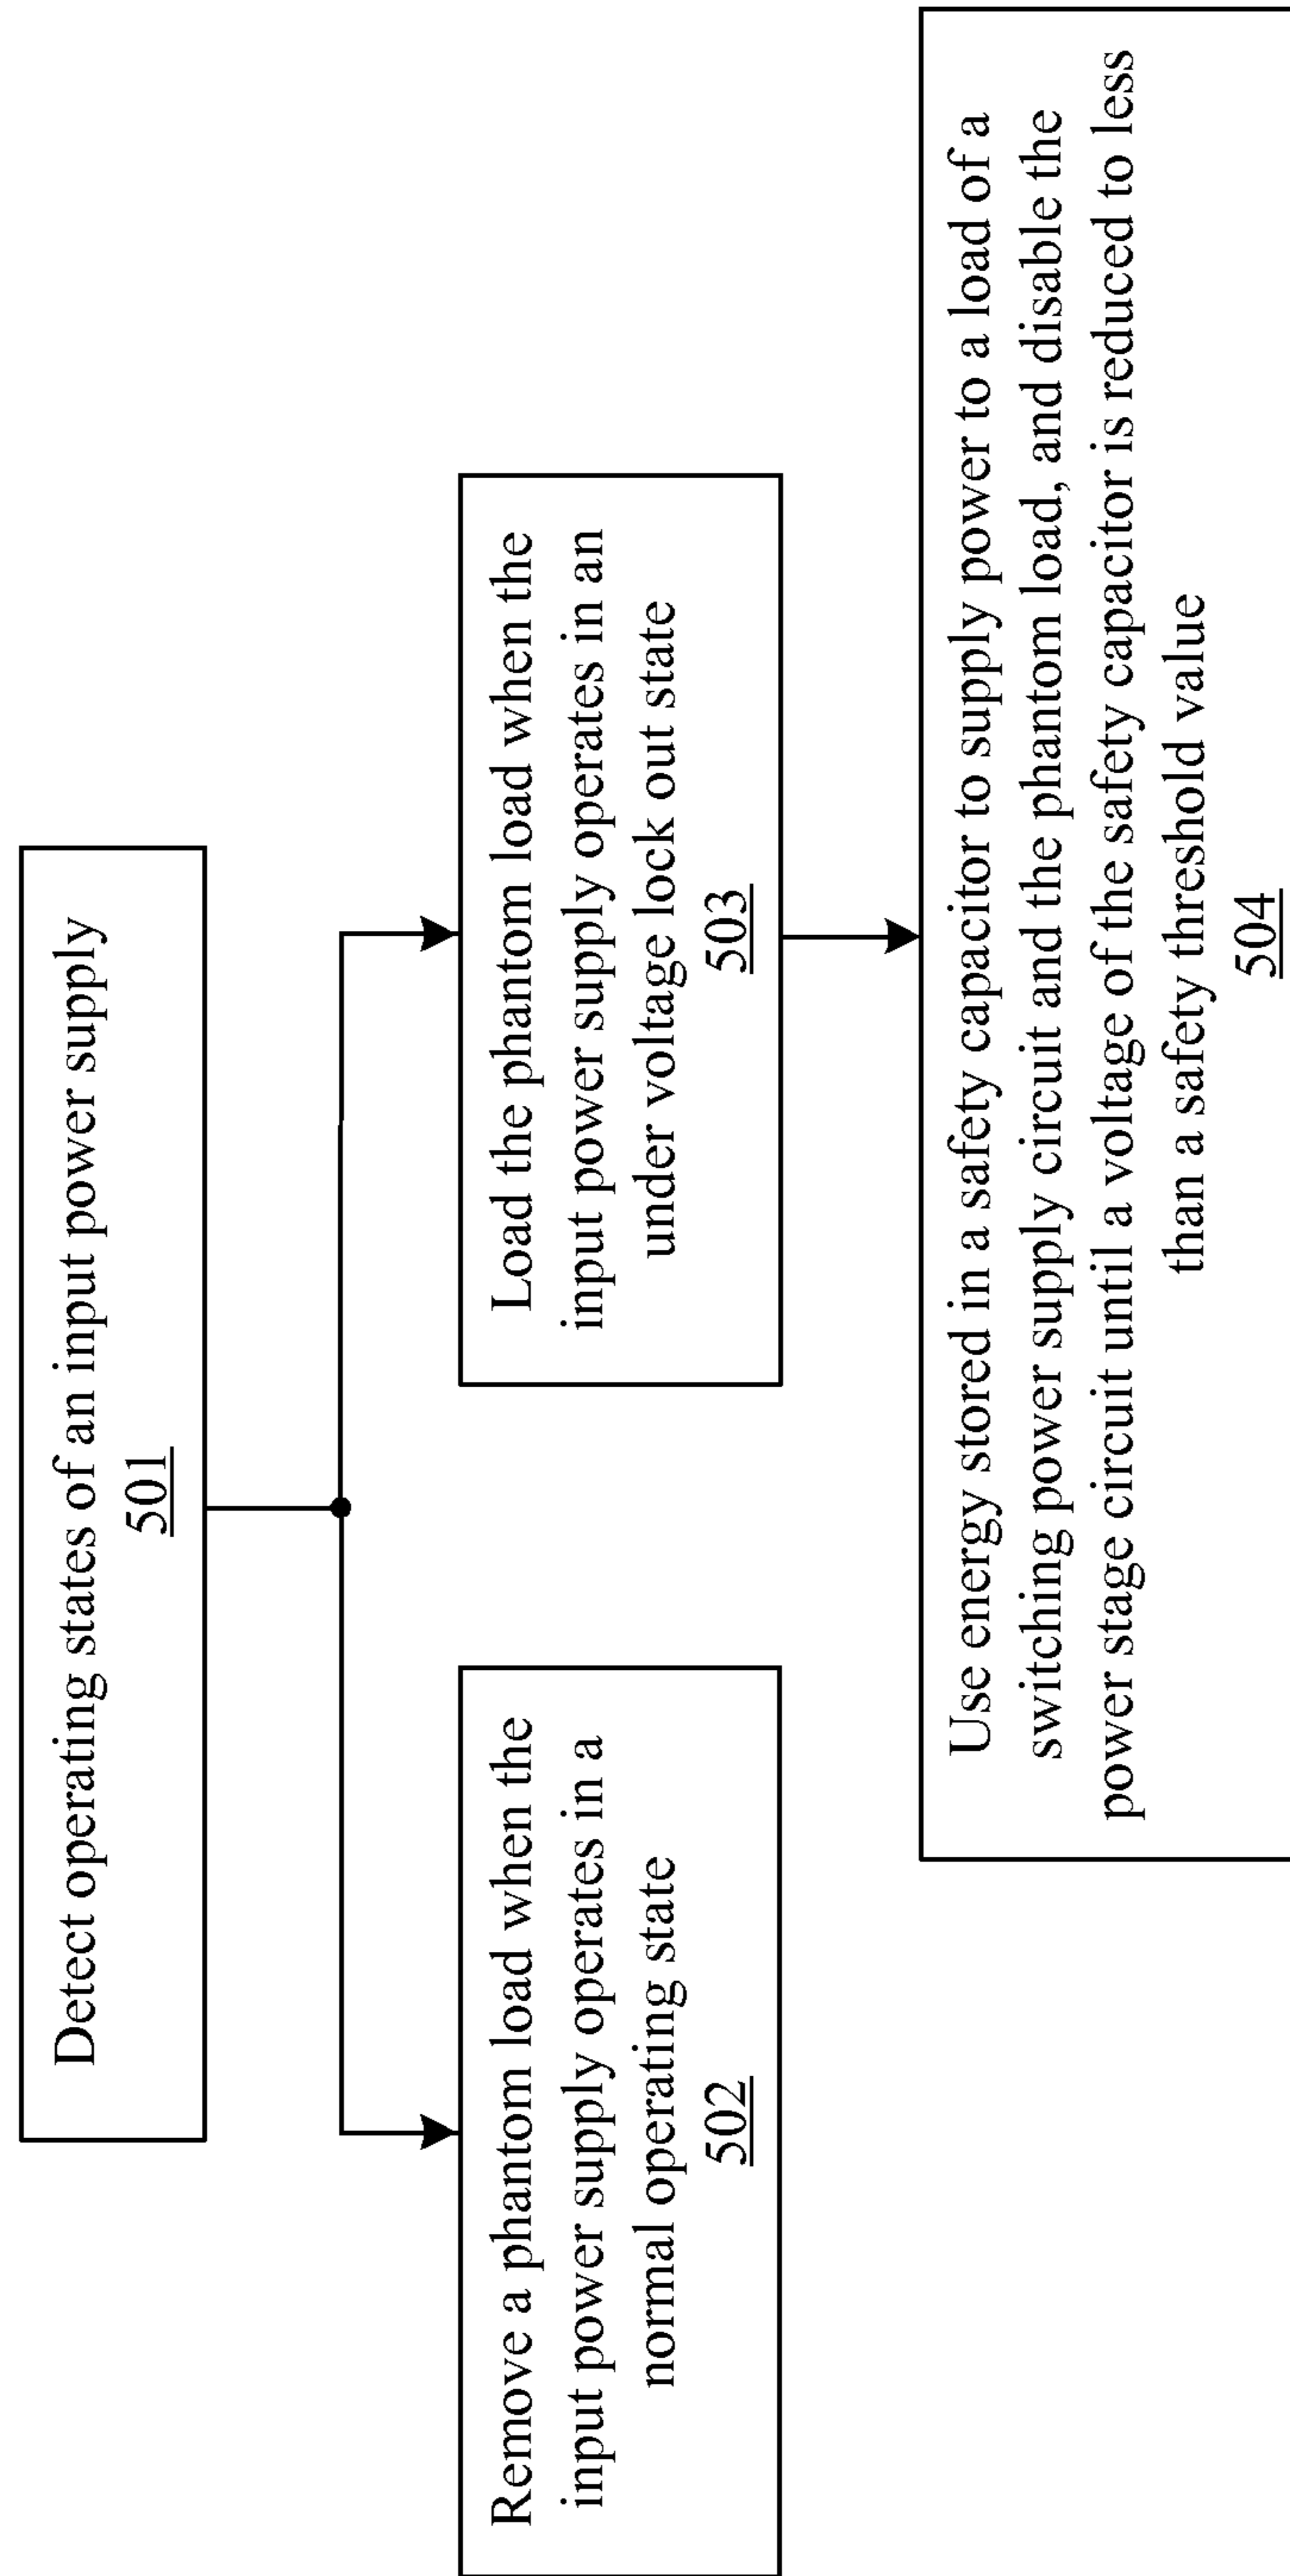 Detect operating states of an input power supply
501
Remove a phantom load when the
input power supply operates in a
normal operating state
502
Load the phantom load when the
input power supply operates in an
under voltage lock out state
503
Use energy stored in a safety capacitor to supply power to a load of a
switching power supply circuit and the phantom load, and disable the
power stage circuit until a voltage of the safety capacitor is reduced to less
than a safety threshold value
504